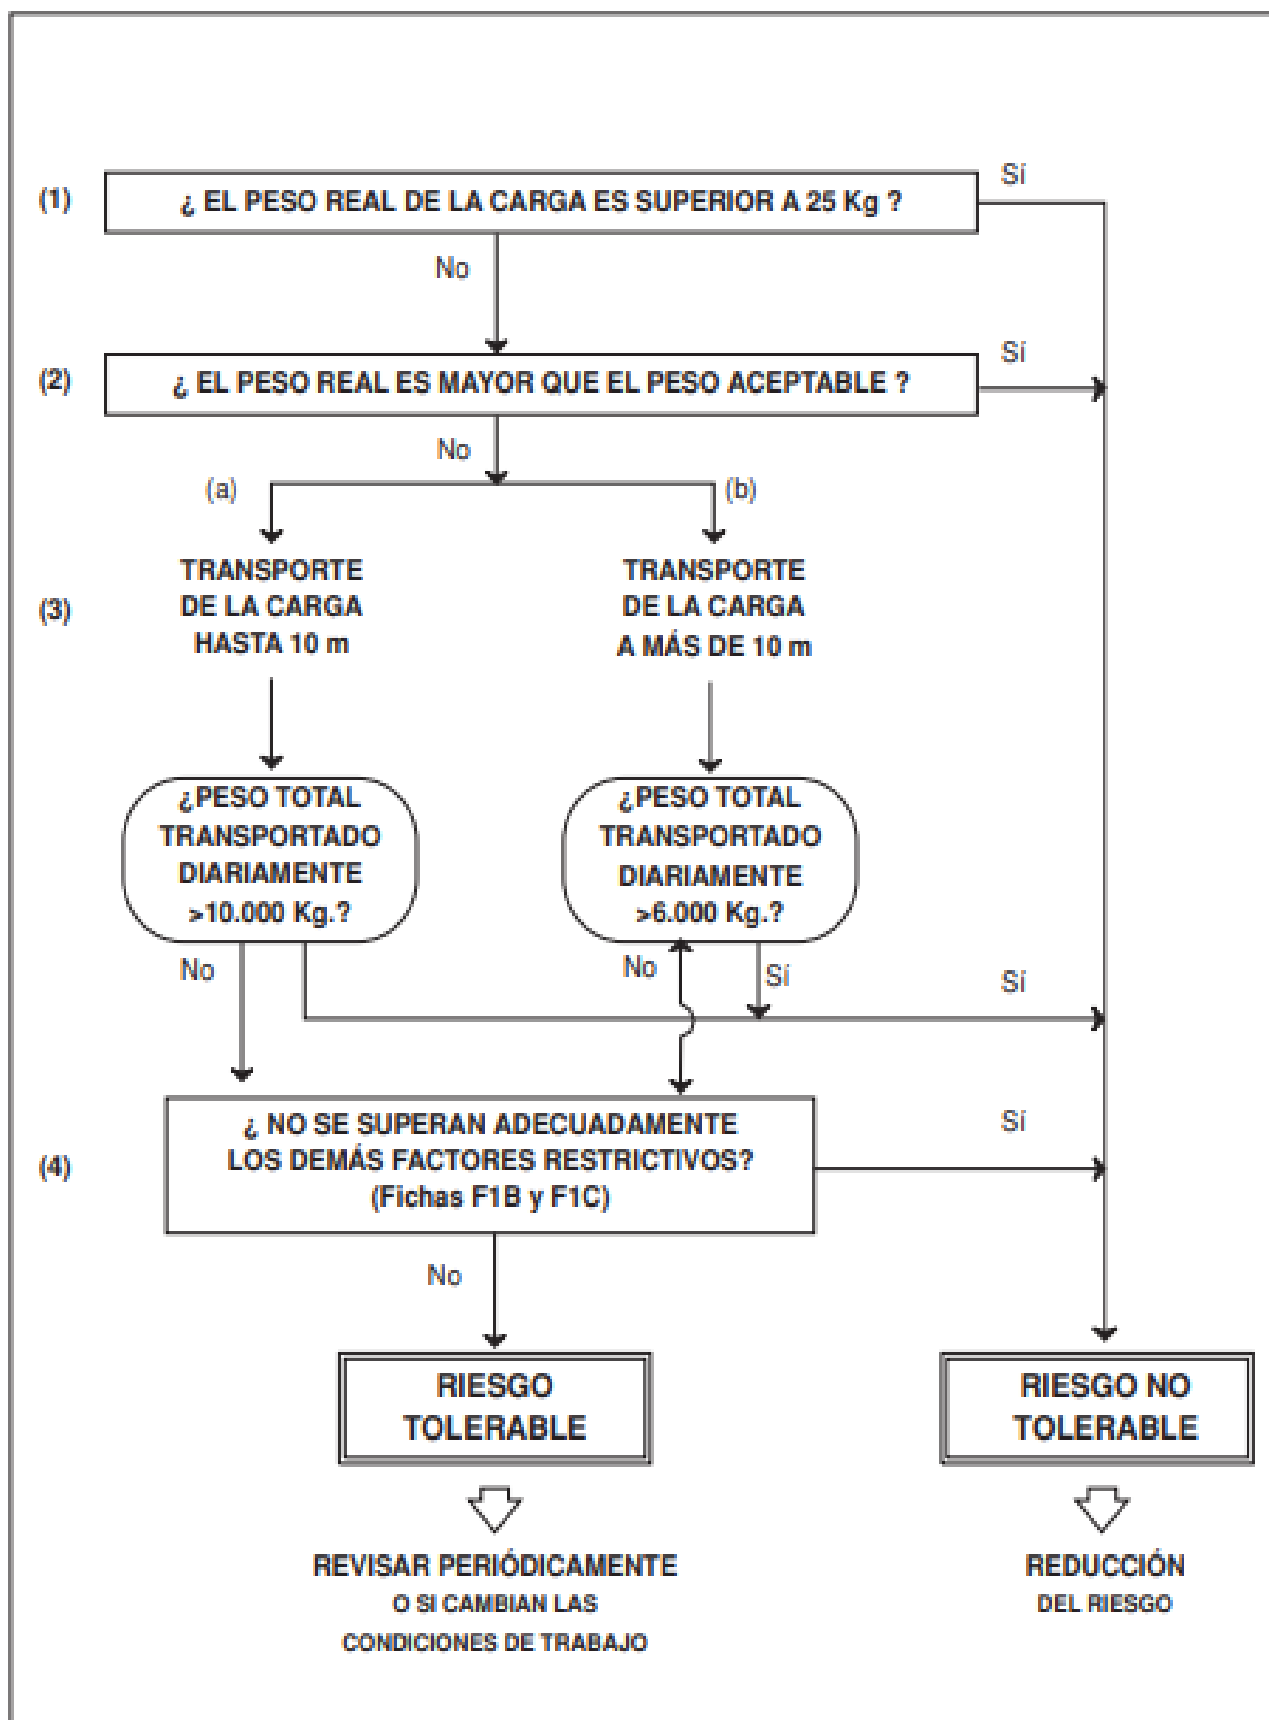 (1)
¿ EL PESO REAL DE LA CARGA ES SUPERIOR A 25 Kg ?
Sí
No
(2)
¿ EL PESO REAL ES MAYOR QUE EL PESO ACEPTABLE ?
Sí
No
(a)
(b)
(3)
TRANSPORTE
DE LA CARGA
HASTA 10 m
TRANSPORTE
DE LA CARGA
A MÁS DE 10 m
¿PESO TOTAL
TRANSPORTADO
DIARIAMENTE
>10.000 Kg.?
¿PESO TOTAL
TRANSPORTADO
DIARIAMENTE
>6.000 Kg.?
No
No
Sí
Sí
(4)
¿ NO SE SUPERAN ADECUADAMENTE
LOS DEMÁS FACTORES RESTRICTIVOS?
(Fichas F1B y F1C)
Sí
No
RIESGO
TOLERABLE
RIESGO NO
TOLERABLE
REVISAR PERIÓDICAMENTE
O SI CAMBIAN LAS
CONDICIONES DE TRABAJO
REDUCCIÓN
DEL RIESGO